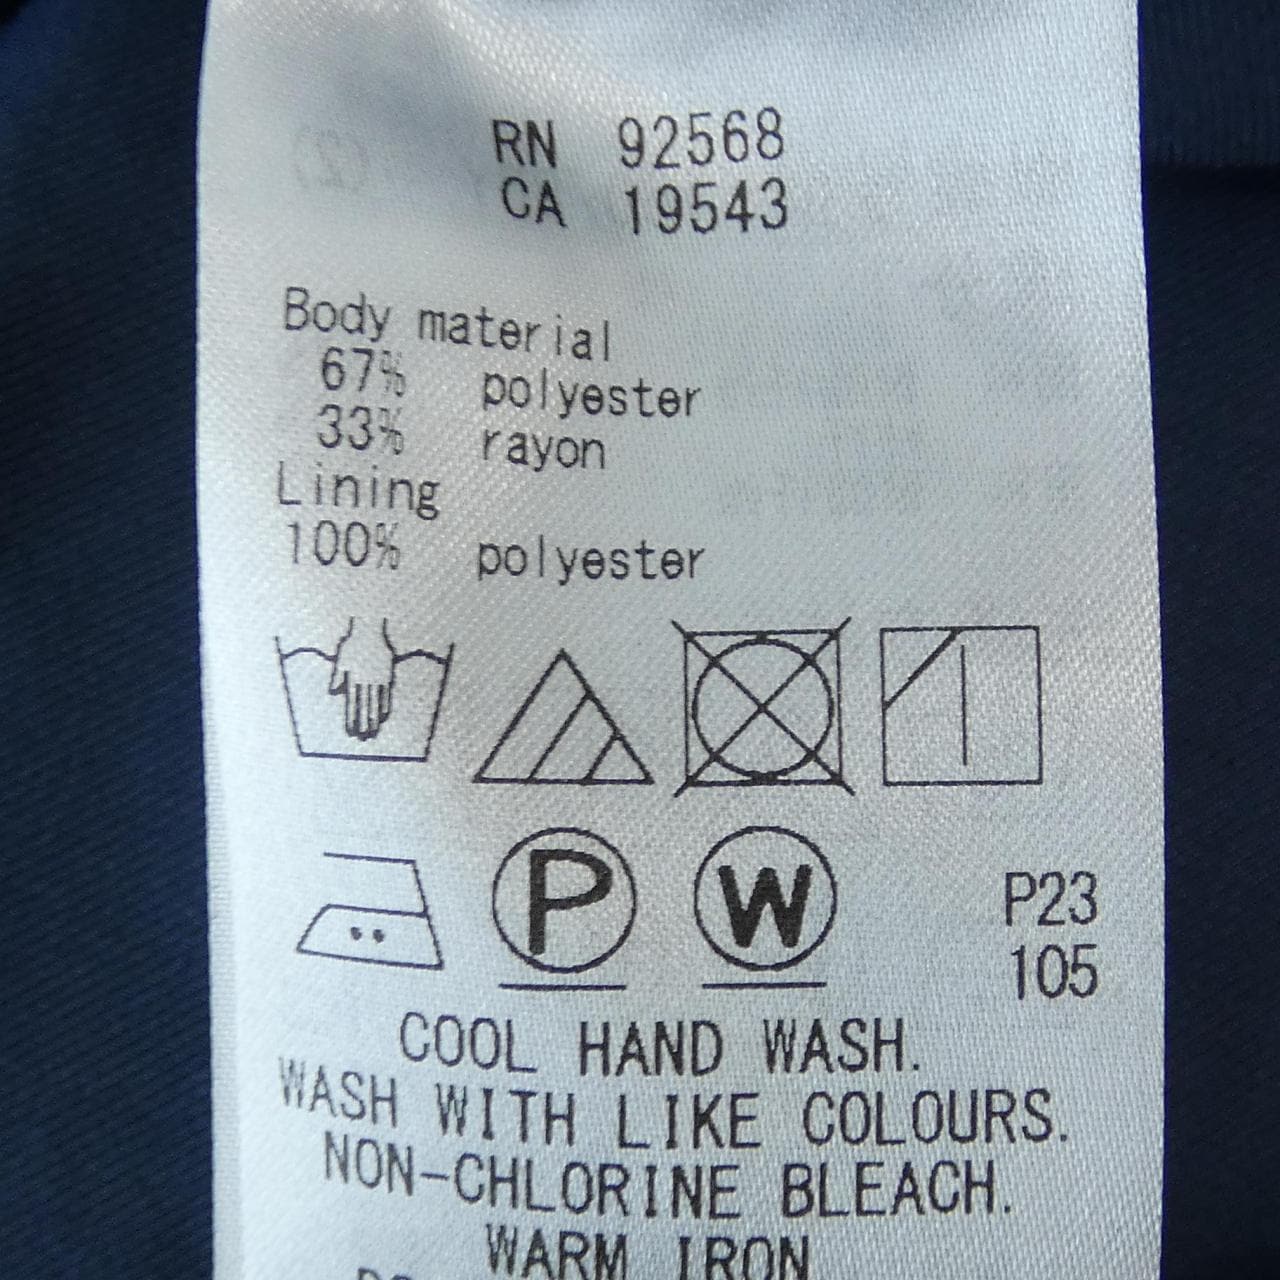 RN 92568
CA 19543
Body material
67% polyester
33% rayon
Lining
100% polyester
P
W
P23
105
COOL HAND WASH.
WASH WITH LIKE COLOURS.
NON-CHLORINE BLEACH.
WARM IRON